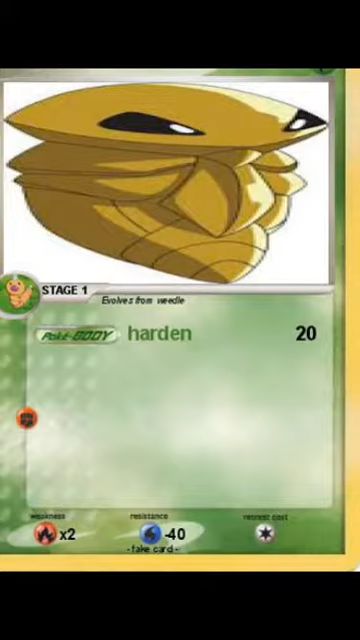 STAGE 1
Evolves from weedle
Poké-BODY harden 20
weakness resistance retreat cost
x2 -40
- fake card -